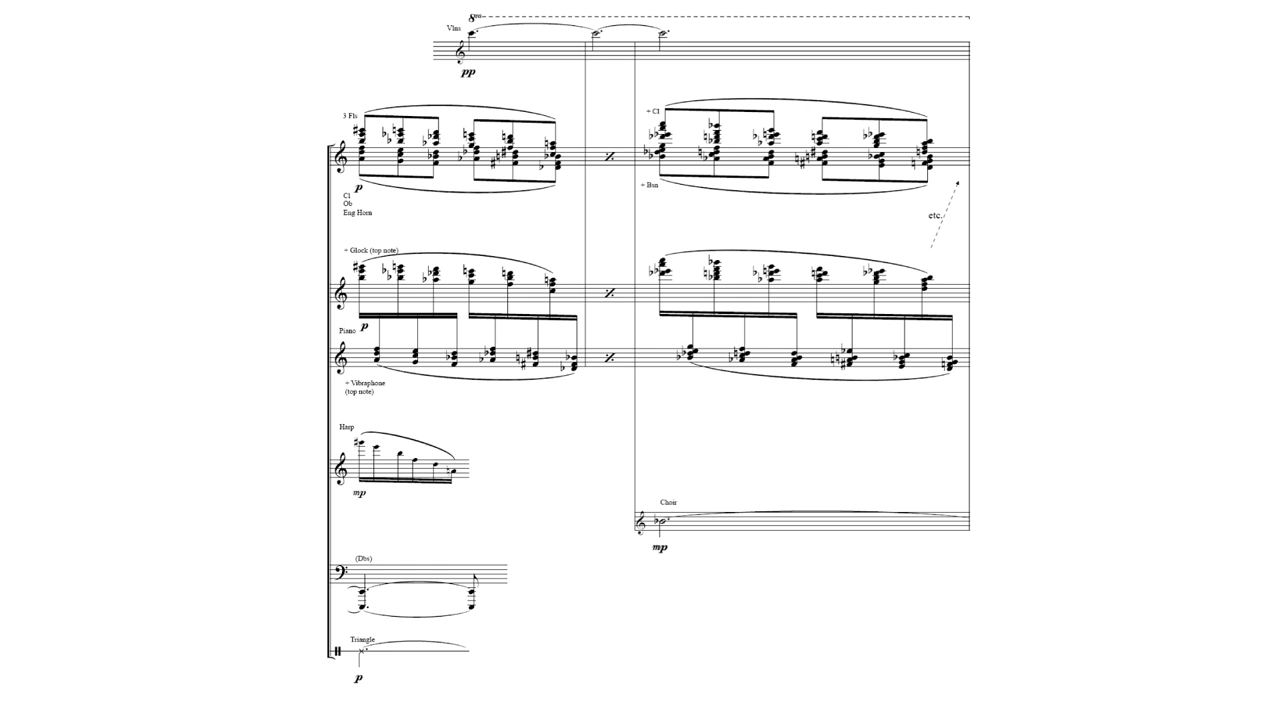 8va
Vlns
pp
3 Fls
÷ Cl
p
+ Bsn
Cl
Ob
Eng Horn
etc.
+ Glock (top note)
p
Piano
+ Vibraphone
(top note)
Harp
mp
Choir
mp
(Dbs)
Triangle
p